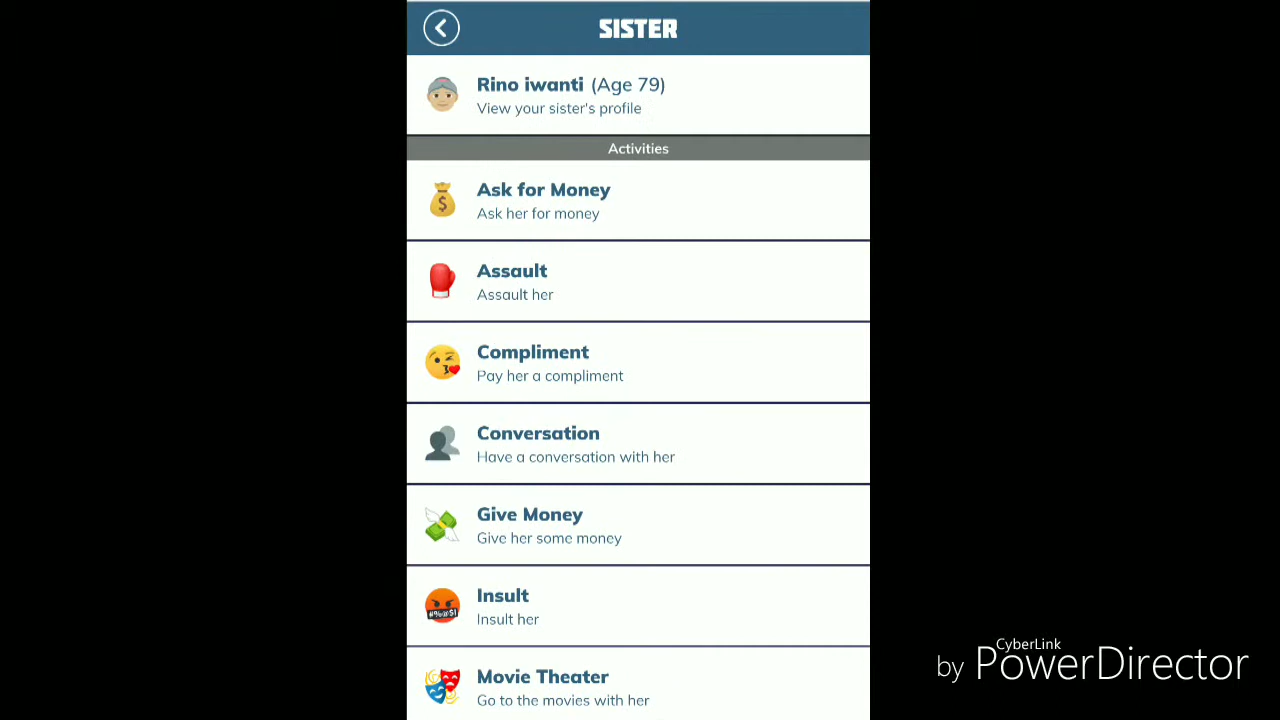 SISTER
Rino iwanti (Age 79)
View your sister's profile
Activities
Ask for Money
Ask her for money
Assault
Assault her
Compliment
Pay her a compliment
Conversation
Have a conversation with her
Give Money
Give her some money
Insult
#%@$!
Insult her
Movie Theater
Go to the movies with her
CyberLink
by PowerDirector